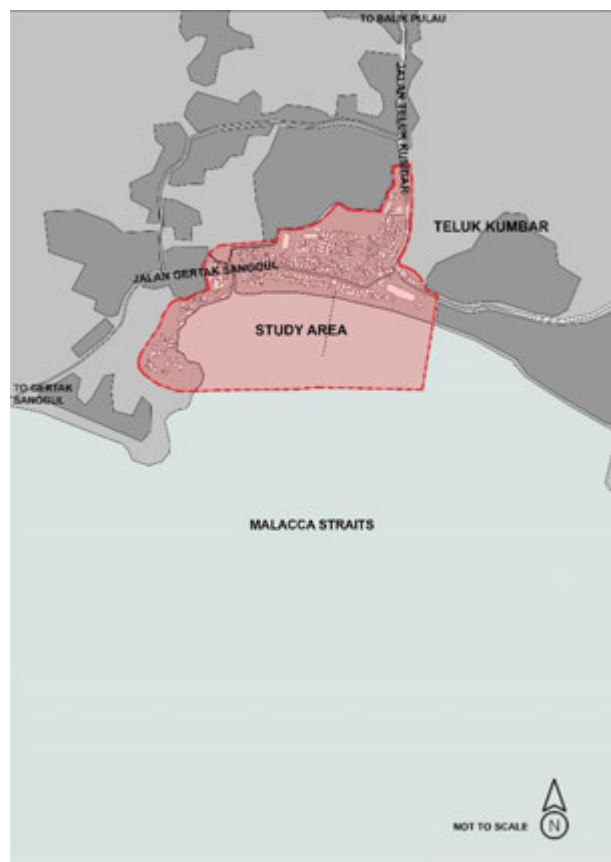 TO BALIK PULAU
JALAN TELUK KUMBAR
TELUK KUMBAR
JALAN GERTAK SANGGUL
STUDY AREA
TO GERTAK
SANGGUL
MALACCA STRAITS
NOT TO SCALE
N